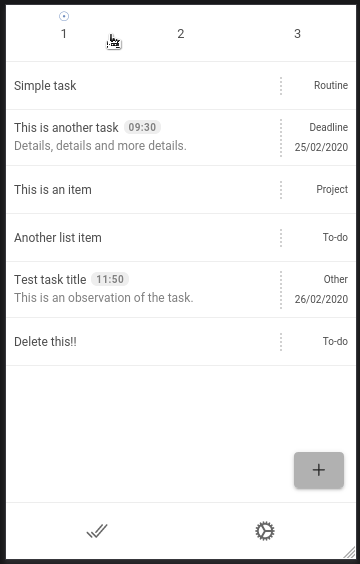 1 2 3
Simple task Routine
This is another task 09:30 Deadline
Details, details and more details. 25/02/2020
This is an item Project
Another list item To-do
Test task title 11:50 Other
This is an observation of the task. 26/02/2020
Delete this!! To-do
+